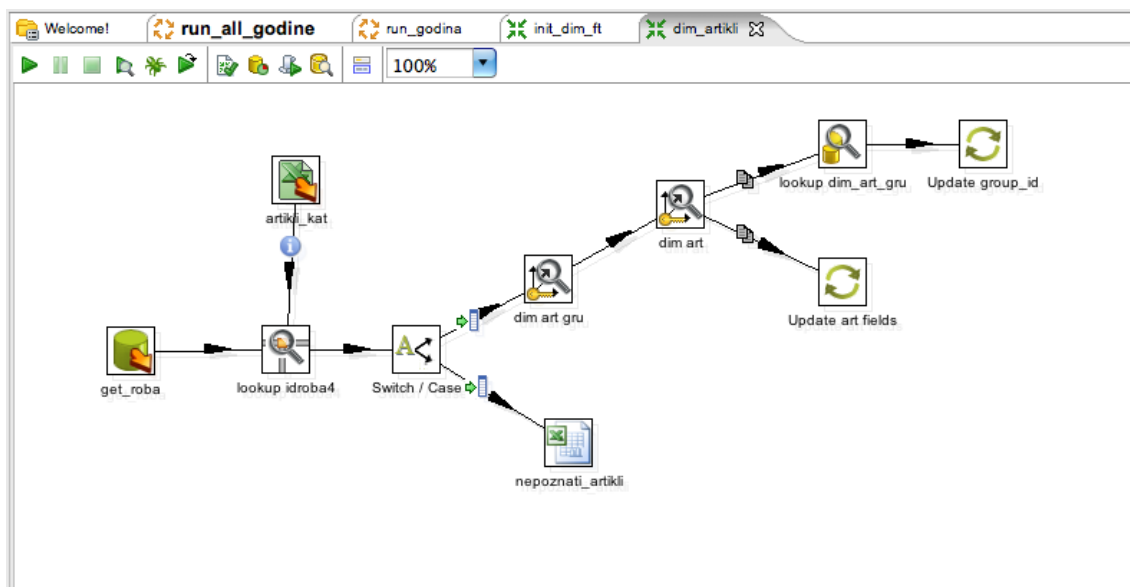 Welcome!
run_all_godine
run_godina
init_dim_ft
dim_artikli
100%
lookup dim_art_gru
Update group_id
artikli_kat
dim art
dim art gru
Update art fields
get_roba
lookup idroba4
Switch / Case
nepoznati_artikli